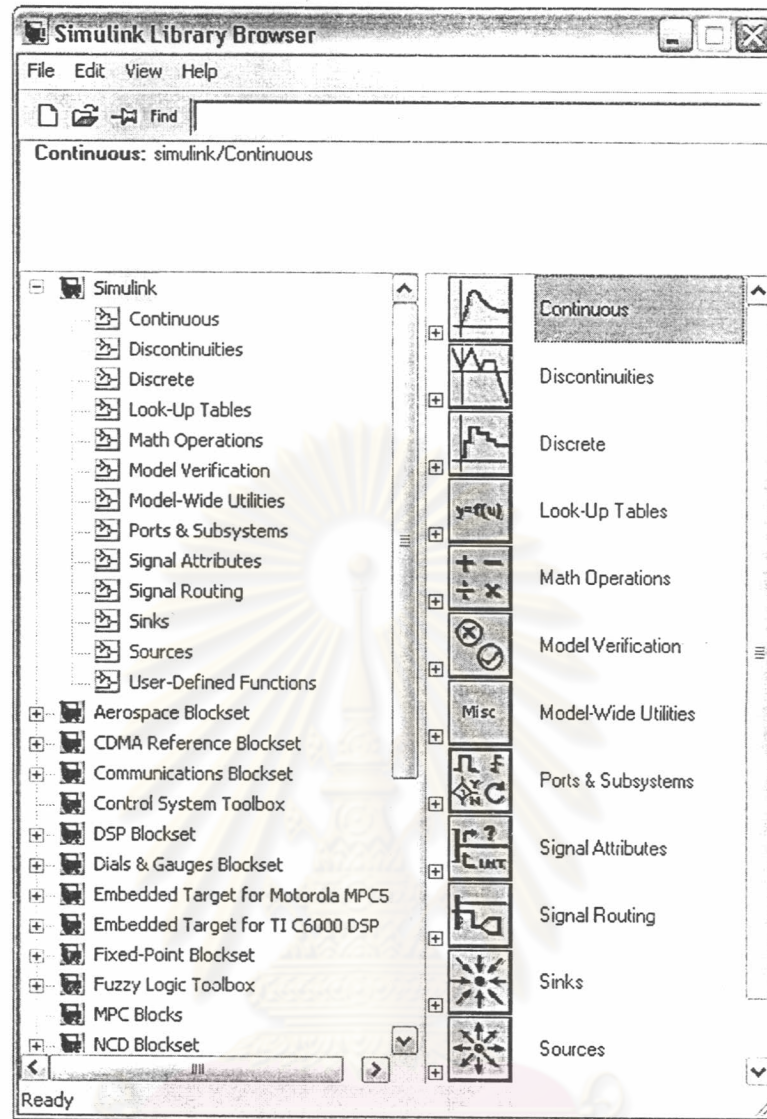 Simulink Library Browser
File Edit View Help
Find
Continuous: simulink/Continuous
Simulink
Continuous
Discontinuities
Discrete
Look-Up Tables
Math Operations
Model Verification
Model-Wide Utilities
Ports & Subsystems
Signal Attributes
Signal Routing
Sinks
Sources
User-Defined Functions
Aerospace Blockset
CDMA Reference Blockset
Communications Blockset
Control System Toolbox
DSP Blockset
Dials & Gauges Blockset
Embedded Target for Motorola MPC5
Embedded Target for TI C6000 DSP
Fixed-Point Blockset
Fuzzy Logic Toolbox
MPC Blocks
NCD Blockset
Continuous
Discontinuities
Discrete
y=f(u)
Look-Up Tables
+ - ÷ ×
Math Operations
Model Verification
Misc
Model-Wide Utilities
Y N
Ports & Subsystems
?
Signal Attributes
Signal Routing
Sinks
Sources
Ready